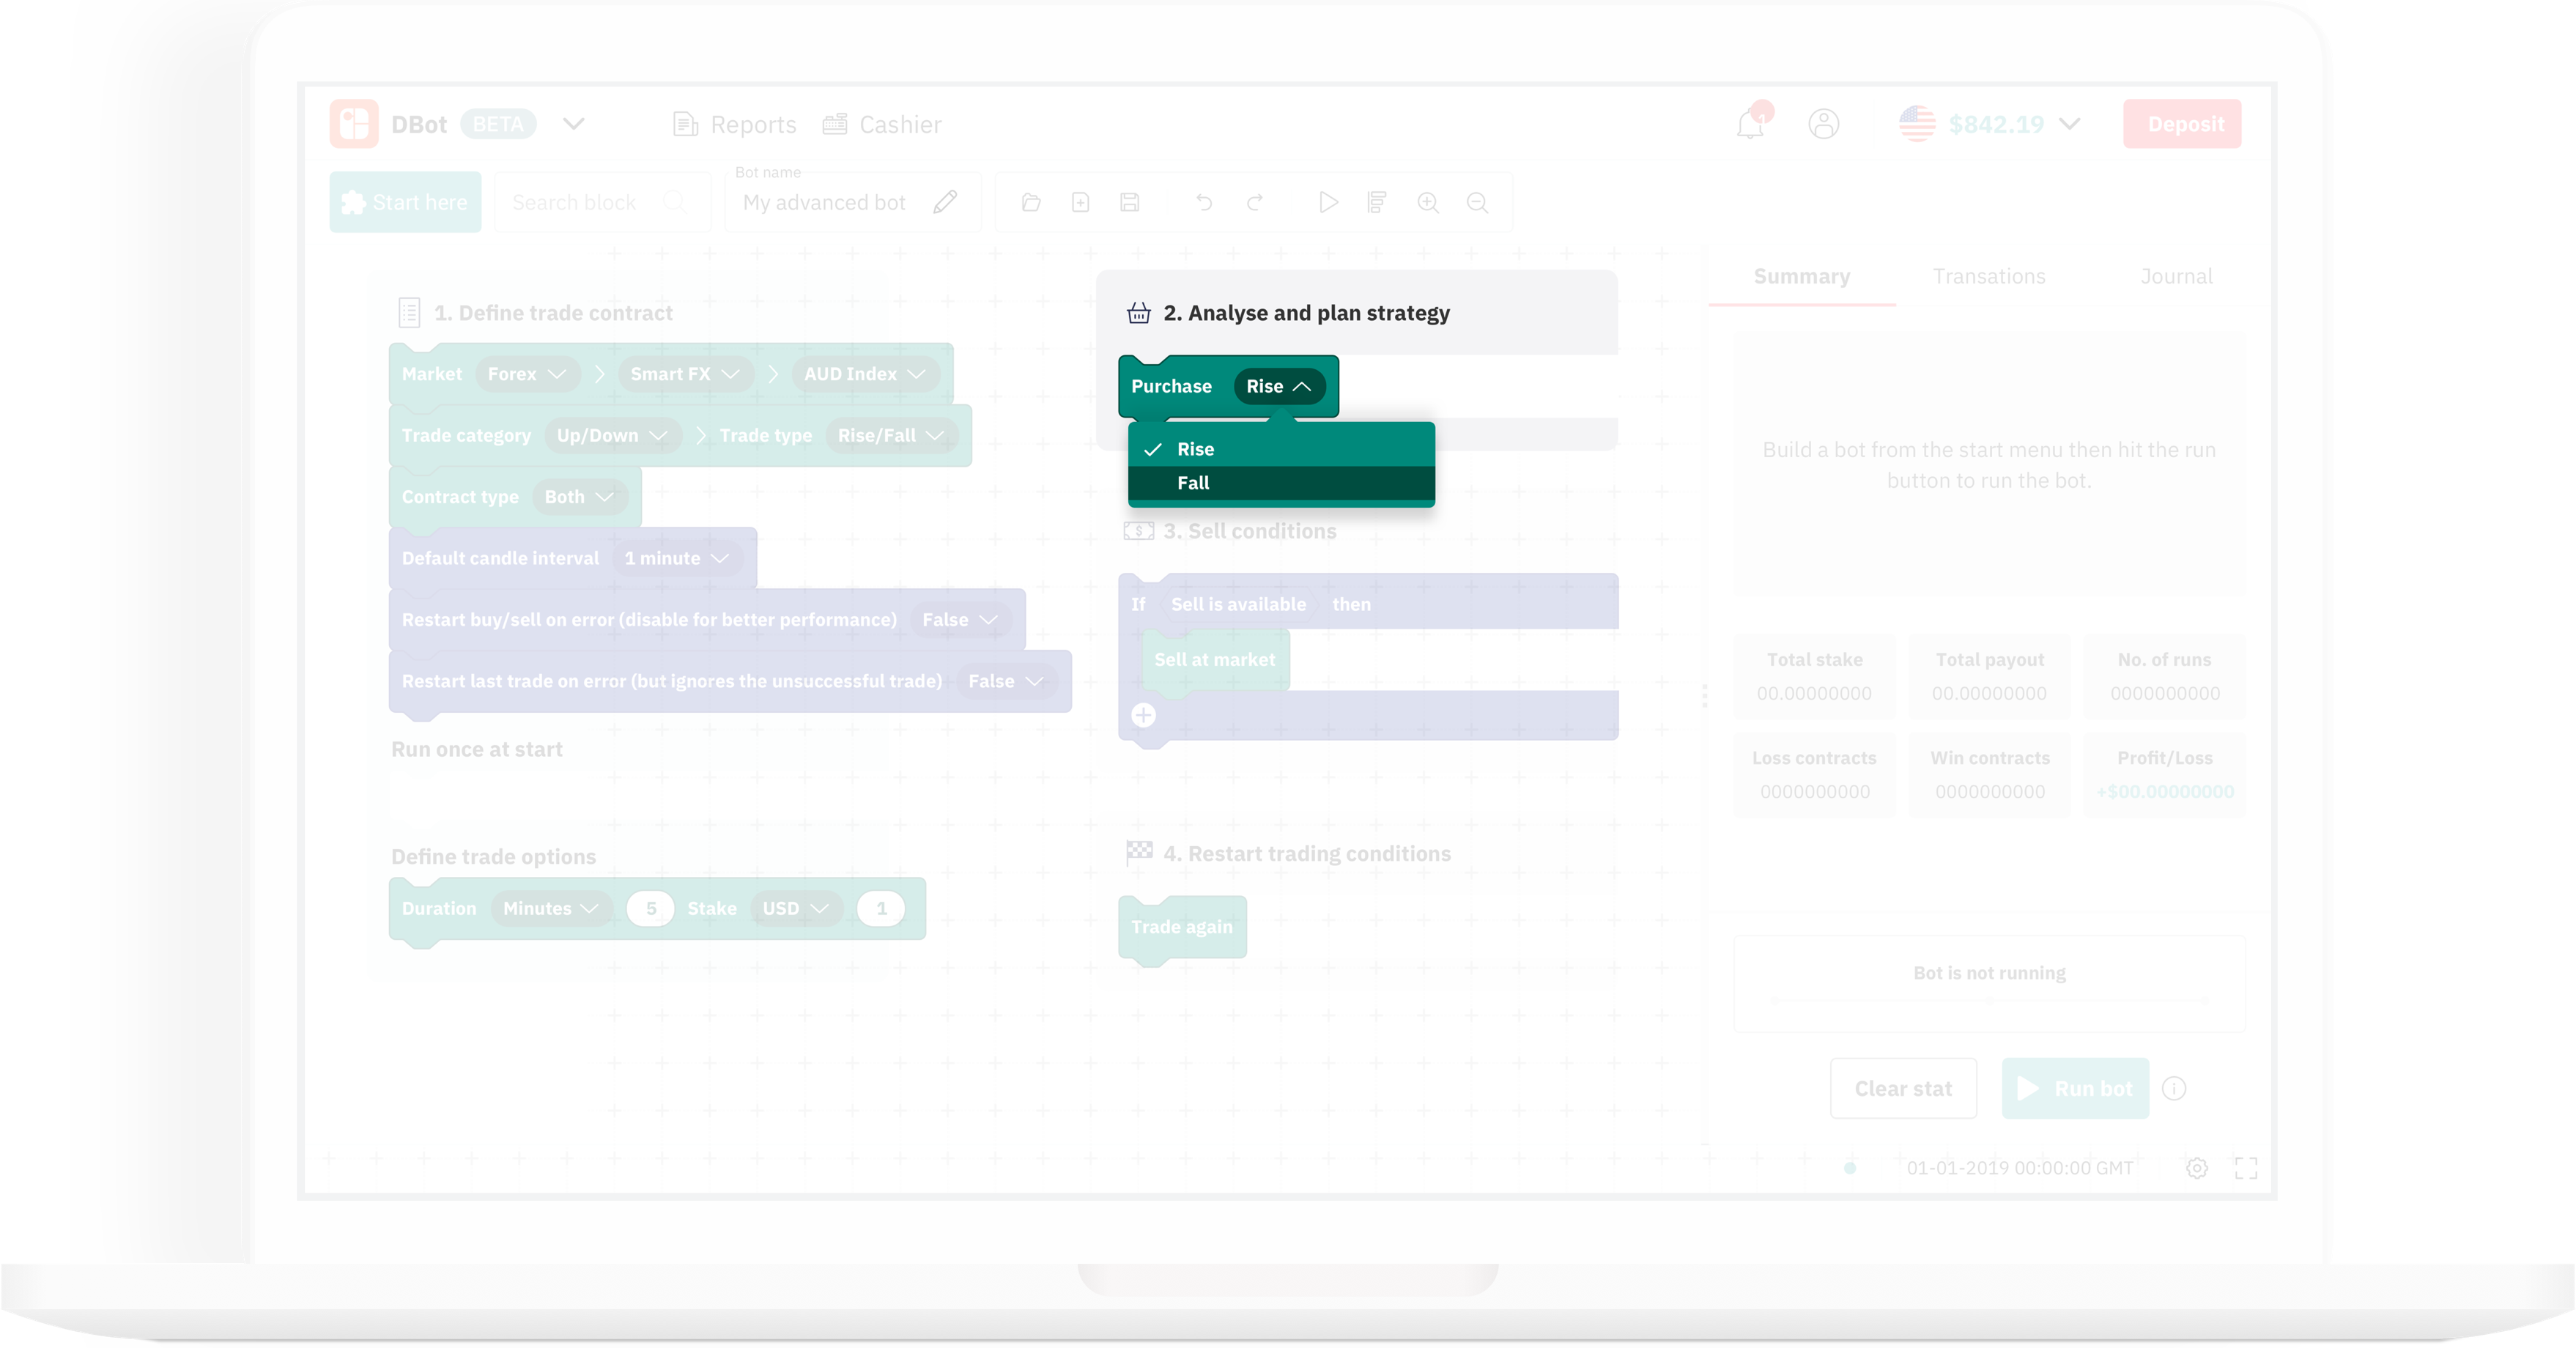 DBot BETA Reports Cashier 1 $842.19 Deposit
Start here Search block Bot name My advanced bot
1. Define trade contract
Market Forex Smart FX AUD Index
Trade category Up/Down Trade type Rise/Fall
Contract type Both
Default candle interval 1 minute
Restart buy/sell on error (disable for better performance) False
Restart last trade on error (but ignores the unsuccessful trade) False
Run once at start
Define trade options
Duration Minutes 5 Stake USD 1
2. Analyse and plan strategy
Purchase Rise
Rise
Fall
3. Sell conditions
If Sell is available then
Sell at market
4. Restart trading conditions
Trade again
Summary Transations Journal
Build a bot from the start menu then hit the run
button to run the bot.
Total stake Total payout No. of runs
00.00000000 00.00000000 0000000000
Loss contracts Win contracts Profit/Loss
0000000000 0000000000 +$00.00000000
Bot is not running
Clear stat Run bot
01-01-2019 00:00:00 GMT